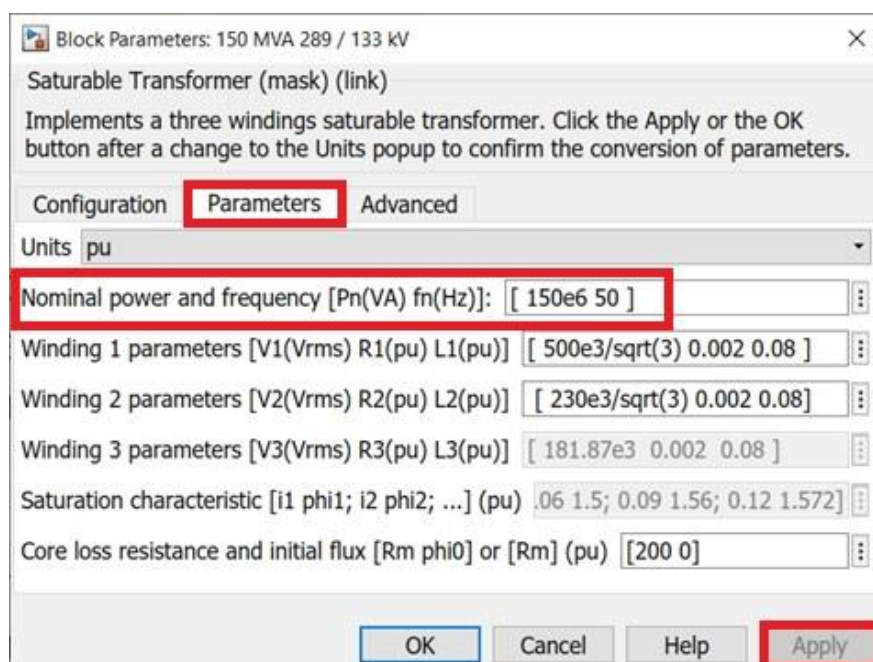 Block Parameters: 150 MVA 289 / 133 kV
Saturable Transformer (mask) (link)
Implements a three windings saturable transformer. Click the Apply or the OK
button after a change to the Units popup to confirm the conversion of parameters.
Configuration Parameters Advanced
Units pu
Nominal power and frequency [Pn(VA) fn(Hz)]: [ 150e6 50 ]
Winding 1 parameters [V1(Vrms) R1(pu) L1(pu)] [ 500e3/sqrt(3) 0.002 0.08 ]
Winding 2 parameters [V2(Vrms) R2(pu) L2(pu)] [ 230e3/sqrt(3) 0.002 0.08]
Winding 3 parameters [V3(Vrms) R3(pu) L3(pu)] [ 181.87e3 0.002 0.08 ]
Saturation characteristic [i1 phi1; i2 phi2; ...] (pu) .06 1.5; 0.09 1.56; 0.12 1.572]
Core loss resistance and initial flux [Rm phi0] or [Rm] (pu) [200 0]
OK Cancel Help Apply